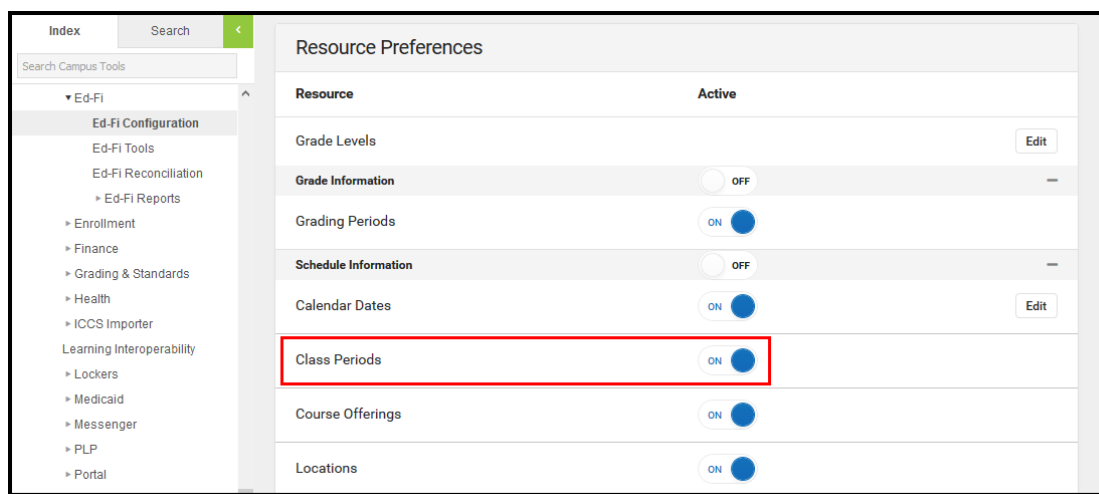 Index Search <
Search Campus Tools
Ed-Fi
Ed-Fi Configuration
Ed-Fi Tools
Ed-Fi Reconciliation
Ed-Fi Reports
Enrollment
Finance
Grading & Standards
Health
ICCS Importer
Learning Interoperability
Lockers
Medicaid
Messenger
PLP
Portal
Resource Preferences
Resource Active
Grade Levels Edit
Grade Information OFF
Grading Periods ON
Schedule Information OFF
Calendar Dates ON Edit
Class Periods ON
Course Offerings ON
Locations ON